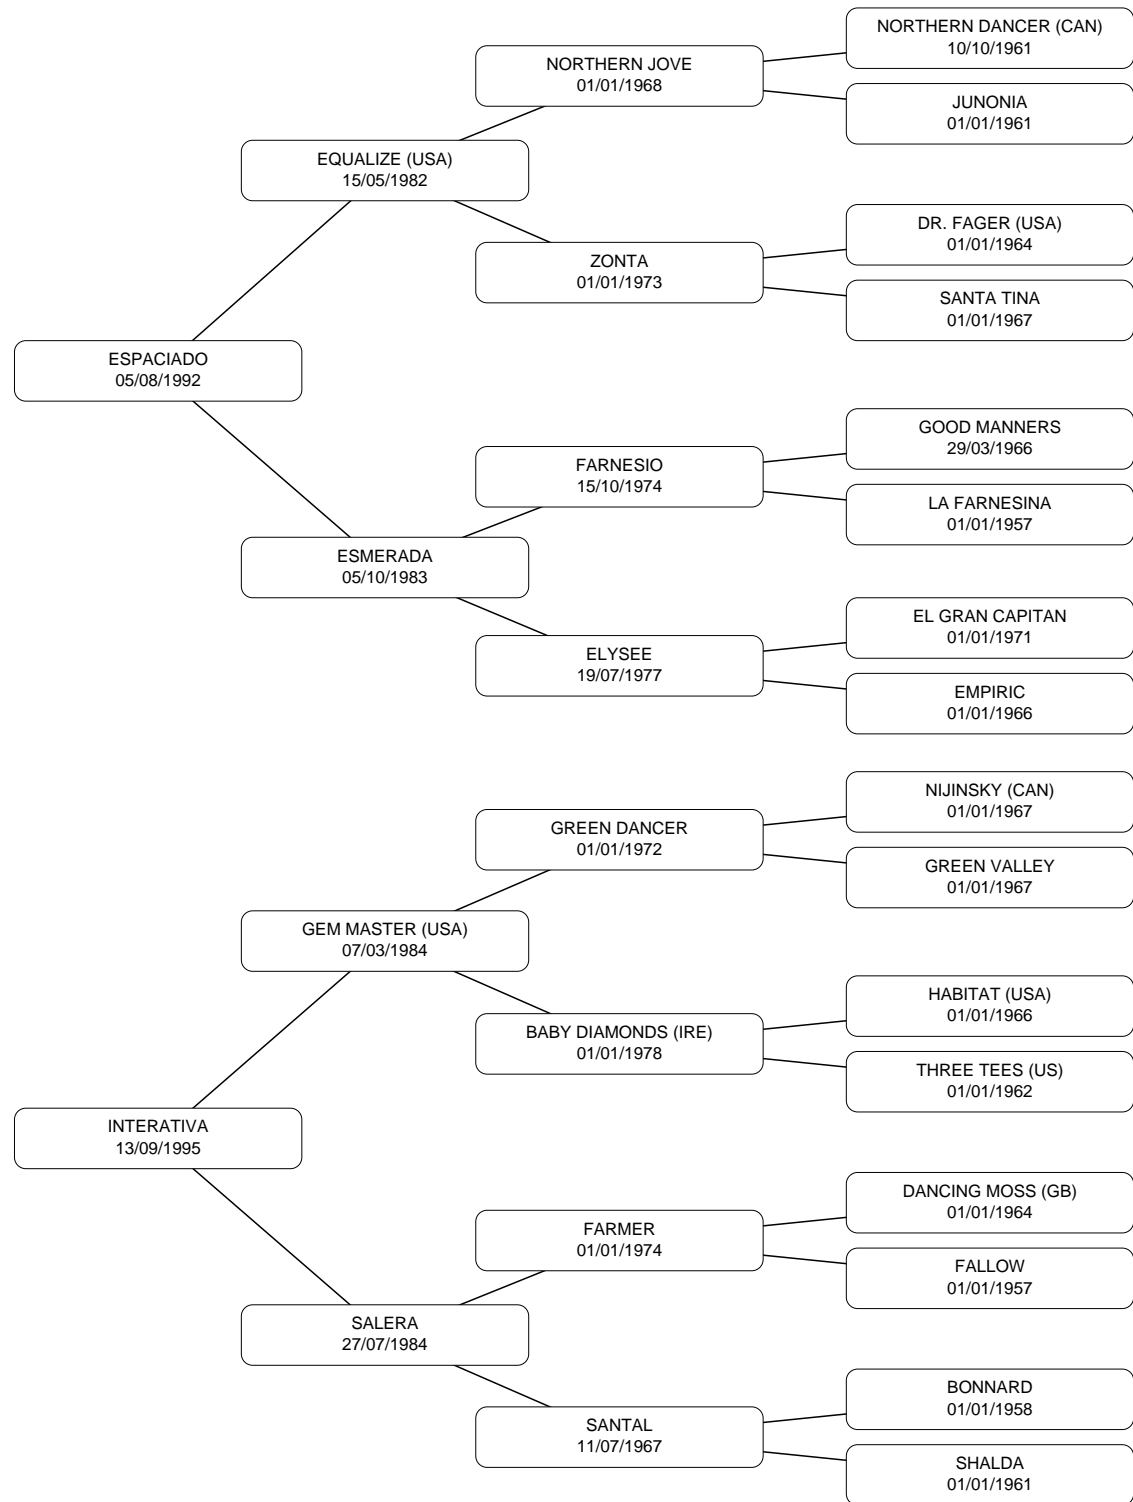 NORTHERN DANCER (CAN)
10/10/1961
NORTHERN JOVE
01/01/1968
JUNONIA
01/01/1961
EQUALIZE (USA)
15/05/1982
DR. FAGER (USA)
01/01/1964
ZONTA
01/01/1973
SANTA TINA
01/01/1967
ESPACIADO
05/08/1992
GOOD MANNERS
29/03/1966
FARNESIO
15/10/1974
LA FARNESINA
01/01/1957
ESMERADA
05/10/1983
EL GRAN CAPITAN
01/01/1971
ELYSEE
19/07/1977
EMPIRIC
01/01/1966
NIJINSKY (CAN)
01/01/1967
GREEN DANCER
01/01/1972
GREEN VALLEY
01/01/1967
GEM MASTER (USA)
07/03/1984
HABITAT (USA)
01/01/1966
BABY DIAMONDS (IRE)
01/01/1978
THREE TEES (US)
01/01/1962
INTERATIVA
13/09/1995
DANCING MOSS (GB)
01/01/1964
FARMER
01/01/1974
FALLOW
01/01/1957
SALERA
27/07/1984
BONNARD
01/01/1958
SANTAL
11/07/1967
SHALDA
01/01/1961